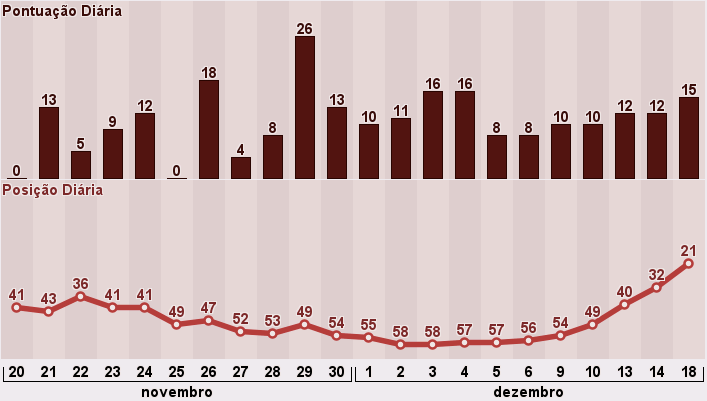 Pontuação Diária
0 13 5 9 12 0 18 4 8 26 13 10 11 16 16 8 8 10 10 12 12 15
Posição Diária
41 43 36 41 41 49 47 52 53 49 54 55 58 58 57 57 56 54 49 40 32 21
20 21 22 23 24 25 26 27 28 29 30 1 2 3 4 5 6 9 10 13 14 18
novembro dezembro